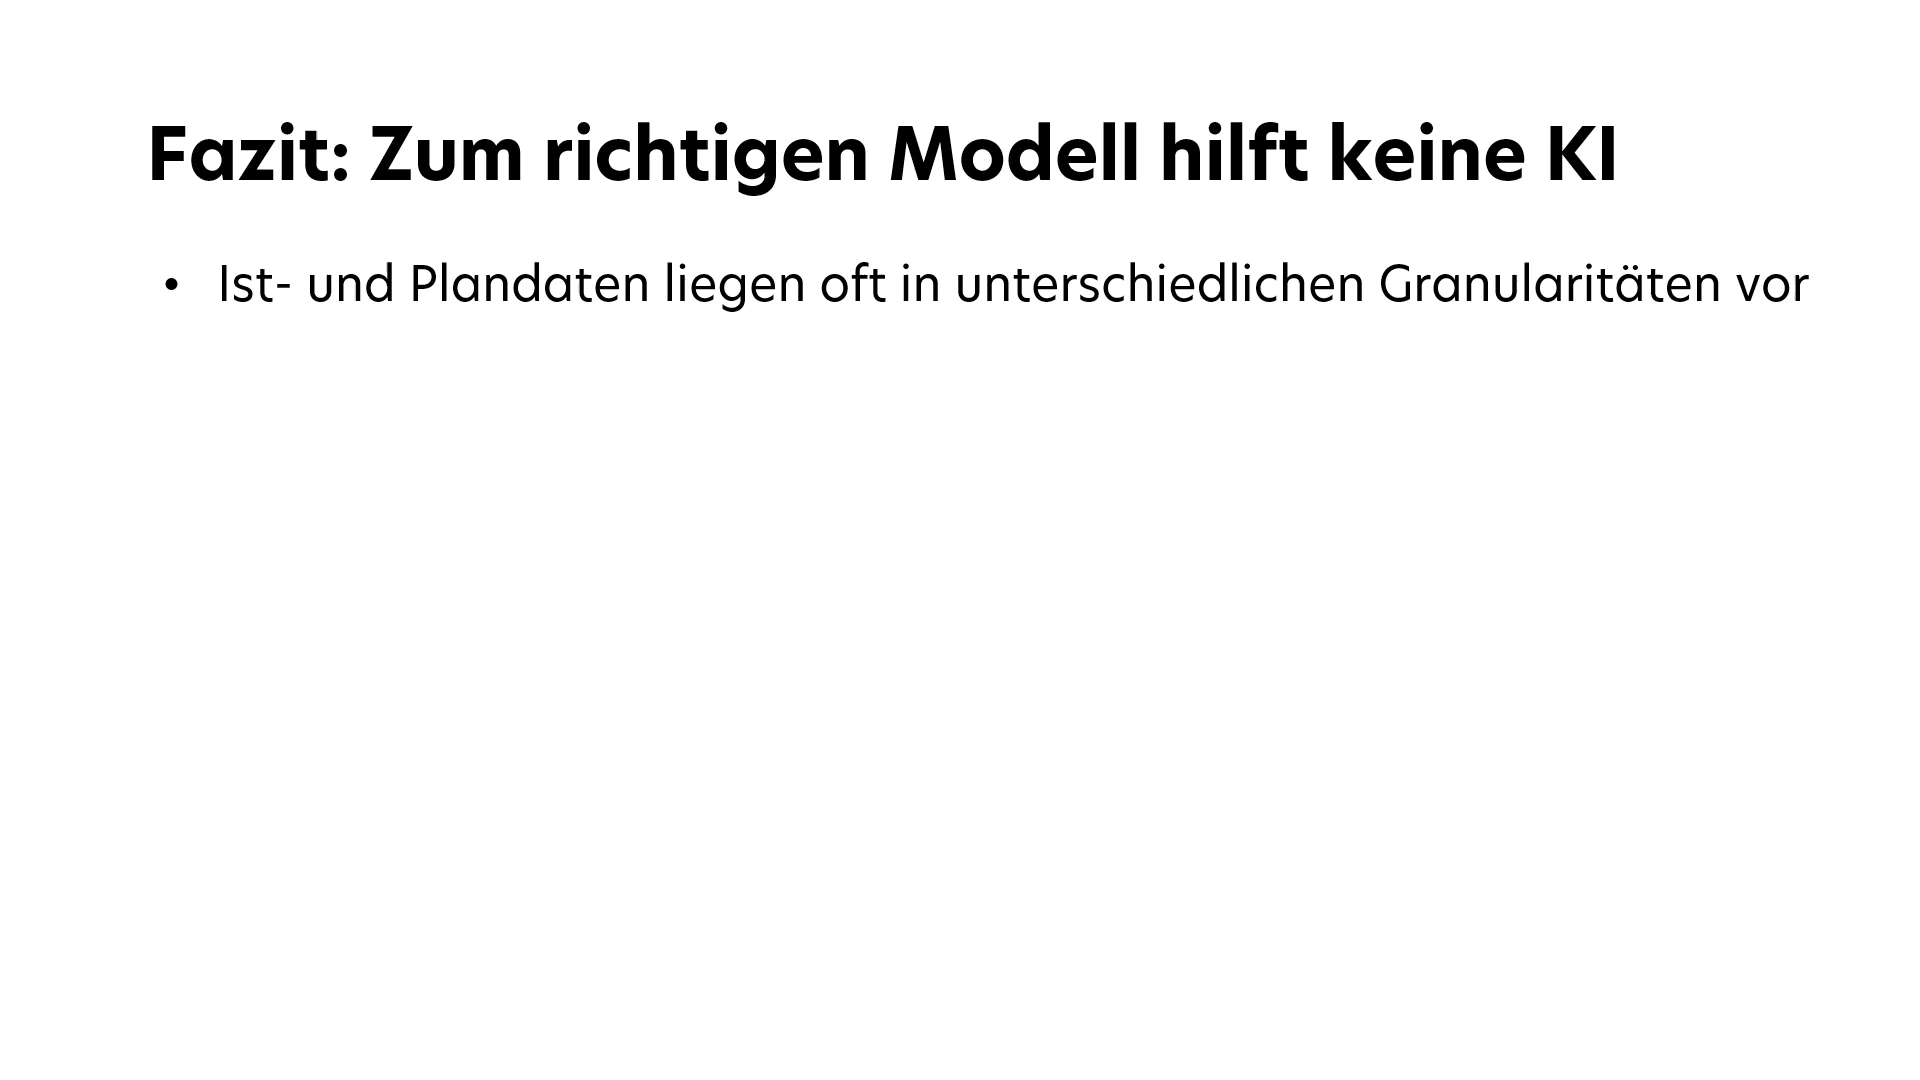 Fazit: Zum richtigen Modell hilft keine KI
• Ist- und Plandaten liegen oft in unterschiedlichen Granularitäten vor